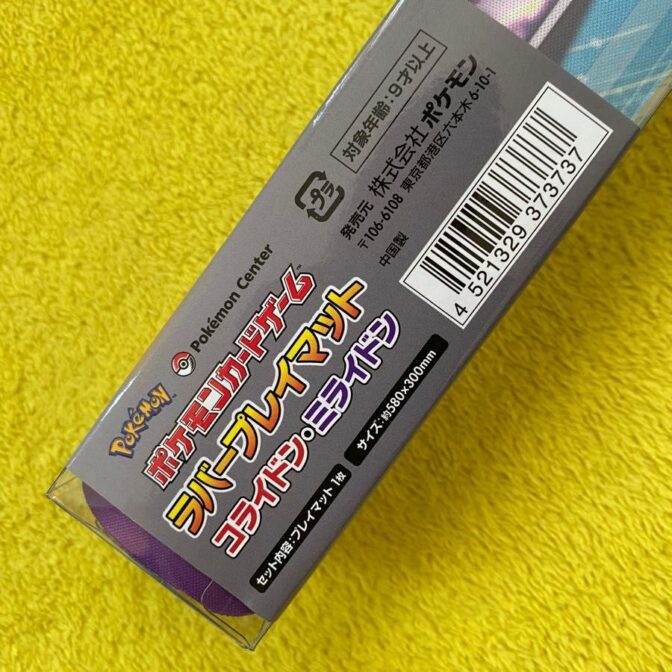 POKÉMON
Pokémon Center
ポケモンカードゲーム
ラバープレイマット
コライドン・ミライドン
セット内容:プレイマット 1枚
サイズ:約580×300mm
対象年齢:9才以上
プラ
発売元 株式会社 ポケモン
〒106-6108 東京都港区六本木6-10-1
中国製
4 521329 373737